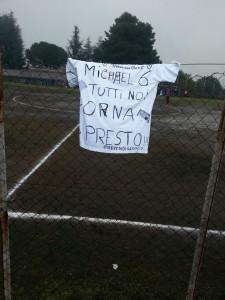 MICHAEL 6
TUTTI NOI
ORNA
PRESTO!!